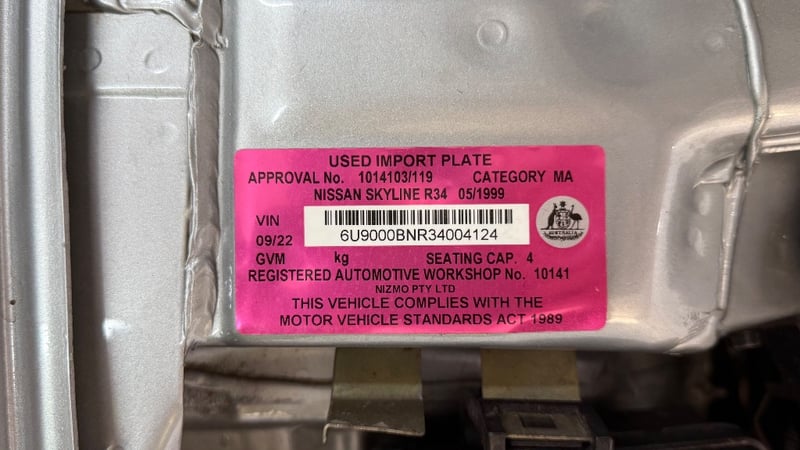 USED IMPORT PLATE
APPROVAL No. 1014103/119 CATEGORY MA
NISSAN SKYLINE R34 05/1999
VIN
6U9000BNR34004124
09/22
AUSTRALIA
GVM kg SEATING CAP. 4
REGISTERED AUTOMOTIVE WORKSHOP No. 10141
NIZMO PTY LTD
THIS VEHICLE COMPLIES WITH THE
MOTOR VEHICLE STANDARDS ACT 1989